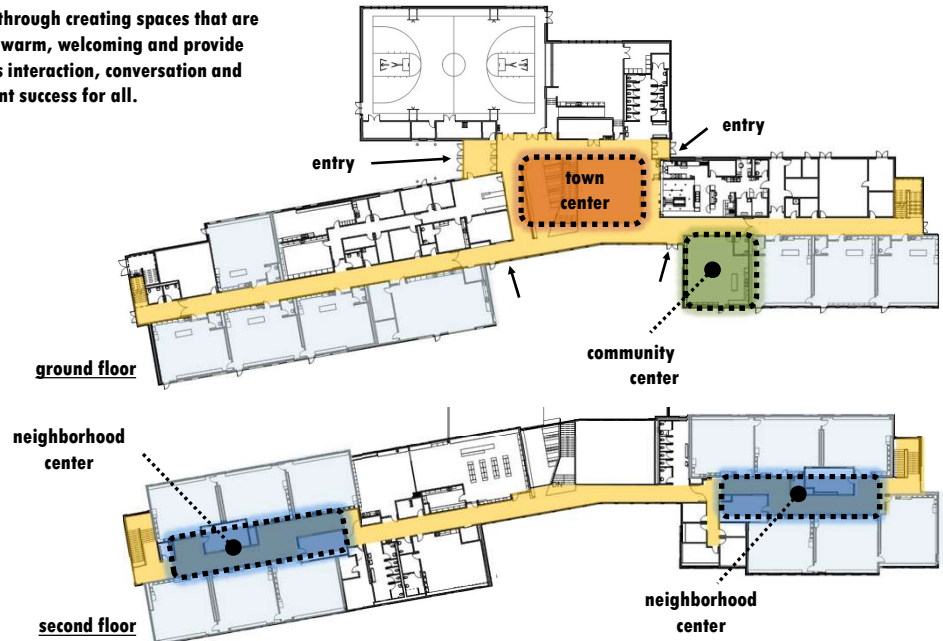 through creating spaces that are
warm, welcoming and provide
s interaction, conversation and
nt success for all.
entry
entry
town
center
community
center
ground floor
neighborhood
center
neighborhood
center
second floor